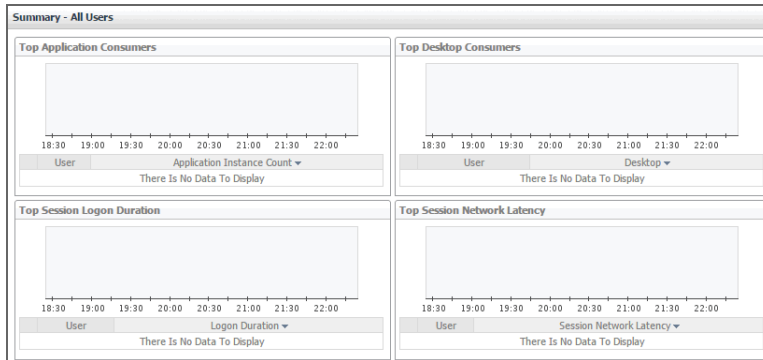 Summary - All Users
Top Application Consumers
18:30 19:00 19:30 20:00 20:30 21:00 21:30 22:00
User Application Instance Count
There Is No Data To Display
Top Desktop Consumers
18:30 19:00 19:30 20:00 20:30 21:00 21:30 22:00
User Desktop
There Is No Data To Display
Top Session Logon Duration
18:30 19:00 19:30 20:00 20:30 21:00 21:30 22:00
User Logon Duration
There Is No Data To Display
Top Session Network Latency
18:30 19:00 19:30 20:00 20:30 21:00 21:30 22:00
User Session Network Latency
There Is No Data To Display